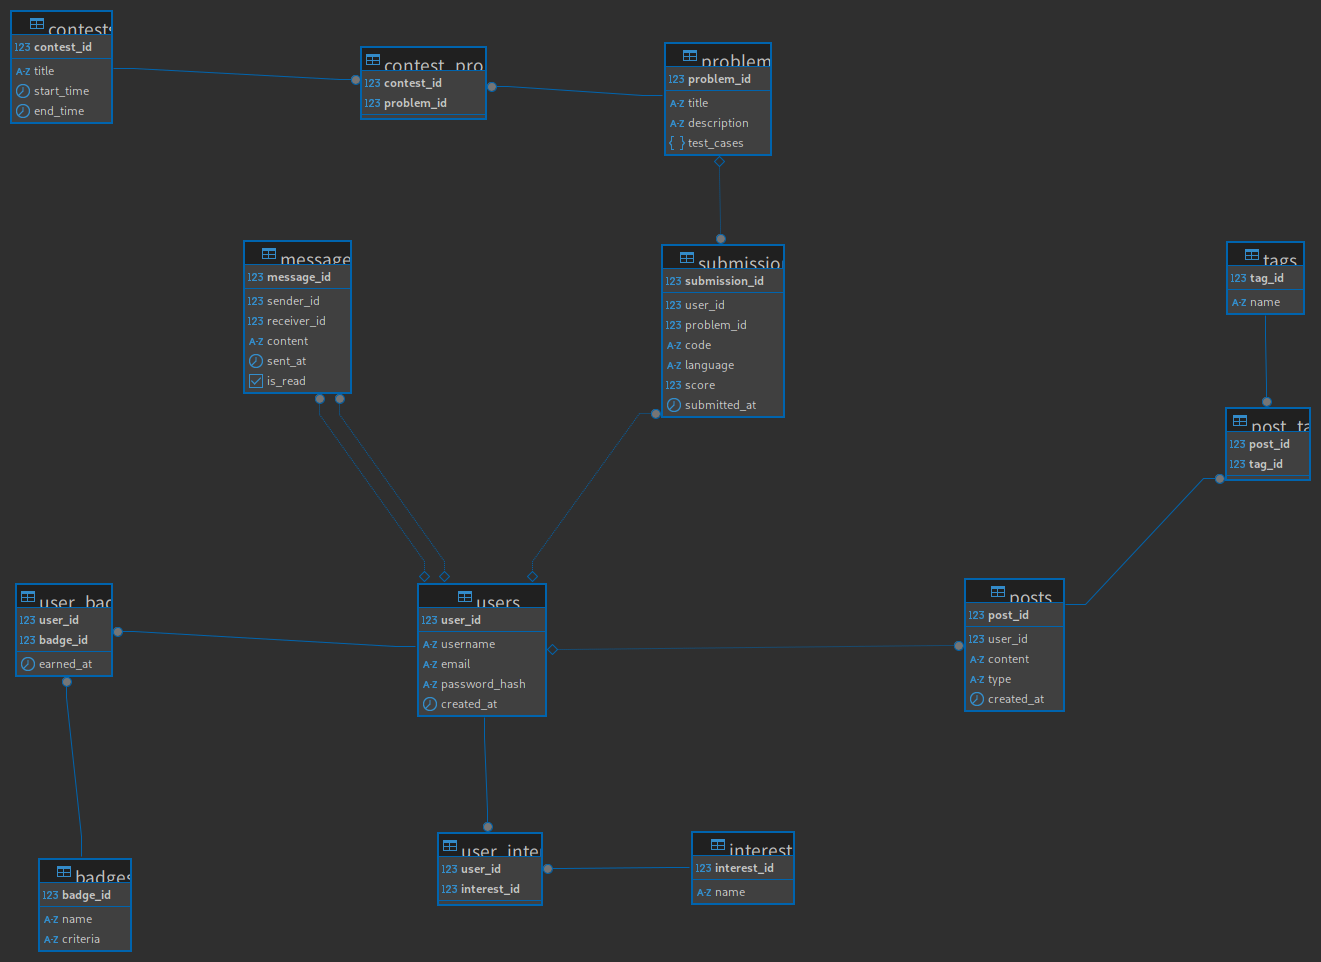 contests
123 contest_id
A-Z title
start_time
end_time
contest_pro
123 contest_id
123 problem_id
problem
123 problem_id
A-Z title
A-Z description
{ } test_cases
message
123 message_id
123 sender_id
123 receiver_id
A-Z content
sent_at
is_read
submissio
123 submission_id
123 user_id
123 problem_id
A-Z code
A-Z language
123 score
submitted_at
tags
123 tag_id
A-Z name
post_ta
123 post_id
123 tag_id
user_bad
123 user_id
123 badge_id
earned_at
users
123 user_id
A-Z username
A-Z email
A-Z password_hash
created_at
posts
123 post_id
123 user_id
A-Z content
A-Z type
created_at
badges
123 badge_id
A-Z name
A-Z criteria
user_inte
123 user_id
123 interest_id
interest
123 interest_id
A-Z name